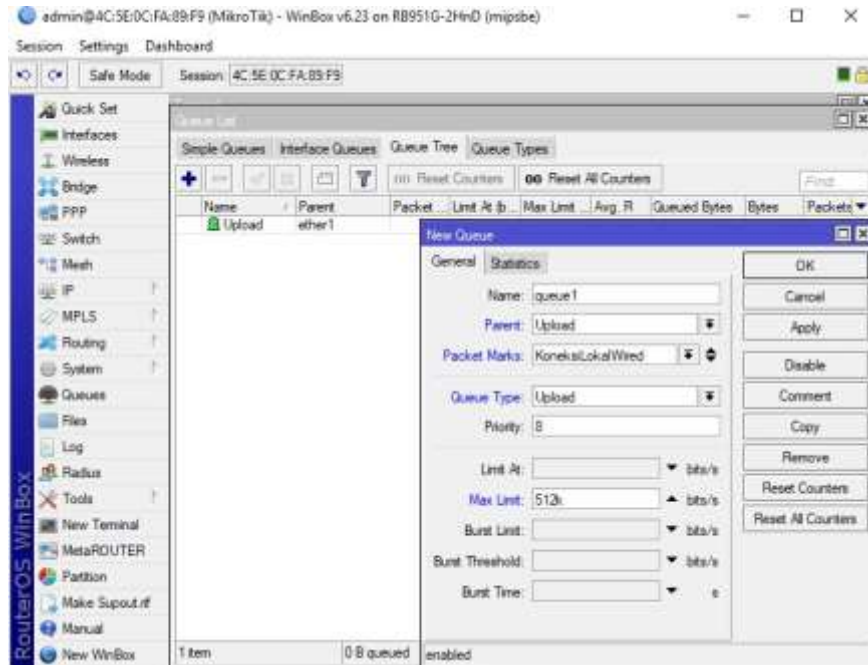 admin@4C:5E:0C:FA:89:F9 (MikroTik) - WinBox v6.23 on RB951G-2HnD (mipsbe)
Session Settings Dashboard
Safe Mode Session: 4C:5E:0C:FA:89:F9
Quick Set
Interfaces
Wireless
Bridge
PPP
Switch
Mesh
IP
MPLS
Routing
System
Queues
Files
Log
Radius
Tools
New Terminal
MetaROUTER
Partition
Make Supout.rif
Manual
New WinBox
RouterOS WinBox
Queue List
Simple Queues Interface Queues Queue Tree Queue Types
00 Reset Counters 00 Reset All Counters Find
Name Parent Packet ... Limit At (b... Max Limit ... Avg. R Queued Bytes Bytes Packets
Upload ether1
1 item 0 B queued
New Queue
General Statistics
Name: queue1
Parent: Upload
Packet Marks: KoneksiLokalWired
Queue Type: Upload
Priority: 8
Limit At: bits/s
Max Limit: 512k bits/s
Burst Limit: bits/s
Burst Threshold: bits/s
Burst Time: s
enabled
OK
Cancel
Apply
Disable
Comment
Copy
Remove
Reset Counters
Reset All Counters